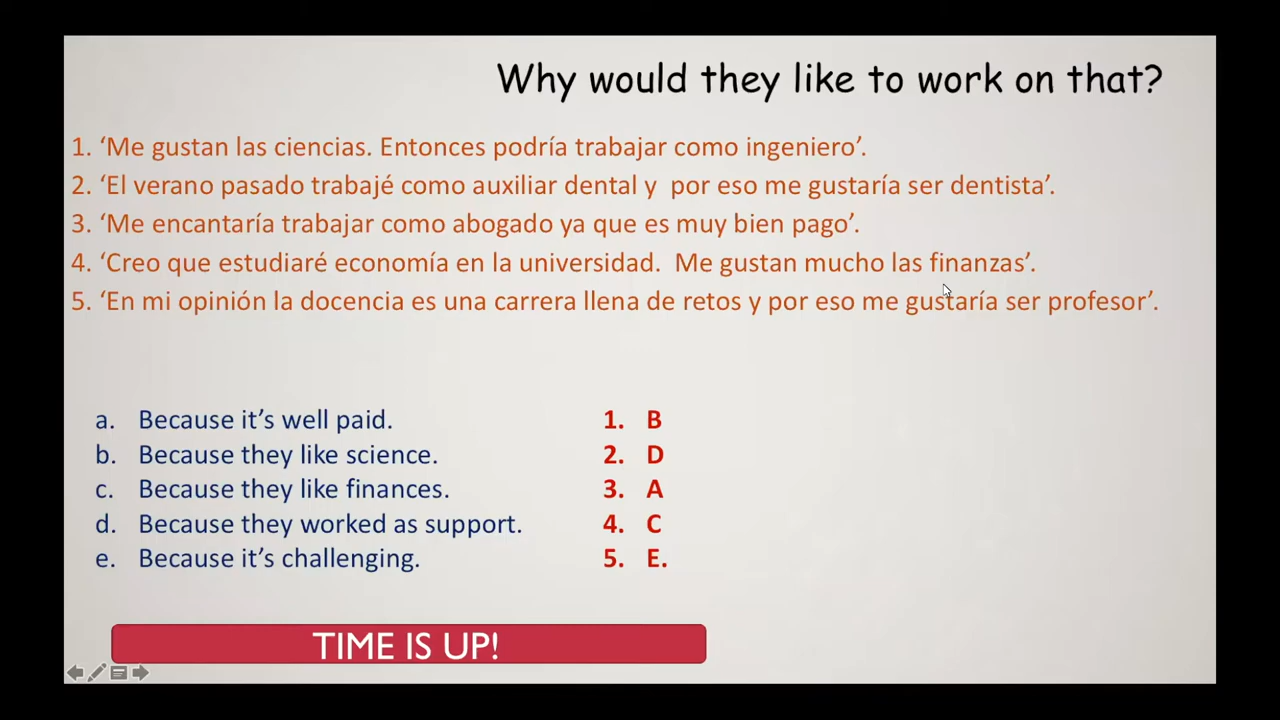 Why would they like to work on that?
1. ‘Me gustan las ciencias. Entonces podría trabajar como ingeniero’.
2. ‘El verano pasado trabajé como auxiliar dental y  por eso me gustaría ser dentista’.
3. ‘Me encantaría trabajar como abogado ya que es muy bien pago’.
4. ‘Creo que estudiaré economía en la universidad.  Me gustan mucho las finanzas’.
5. ‘En mi opinión la docencia es una carrera llena de retos y por eso me gustaría ser profesor’.
a. Because it’s well paid.
b. Because they like science.
c. Because they like finances.
d. Because they worked as support.
e. Because it’s challenging.
1. B
2. D
3. A
4. C
5. E.
TIME IS UP!